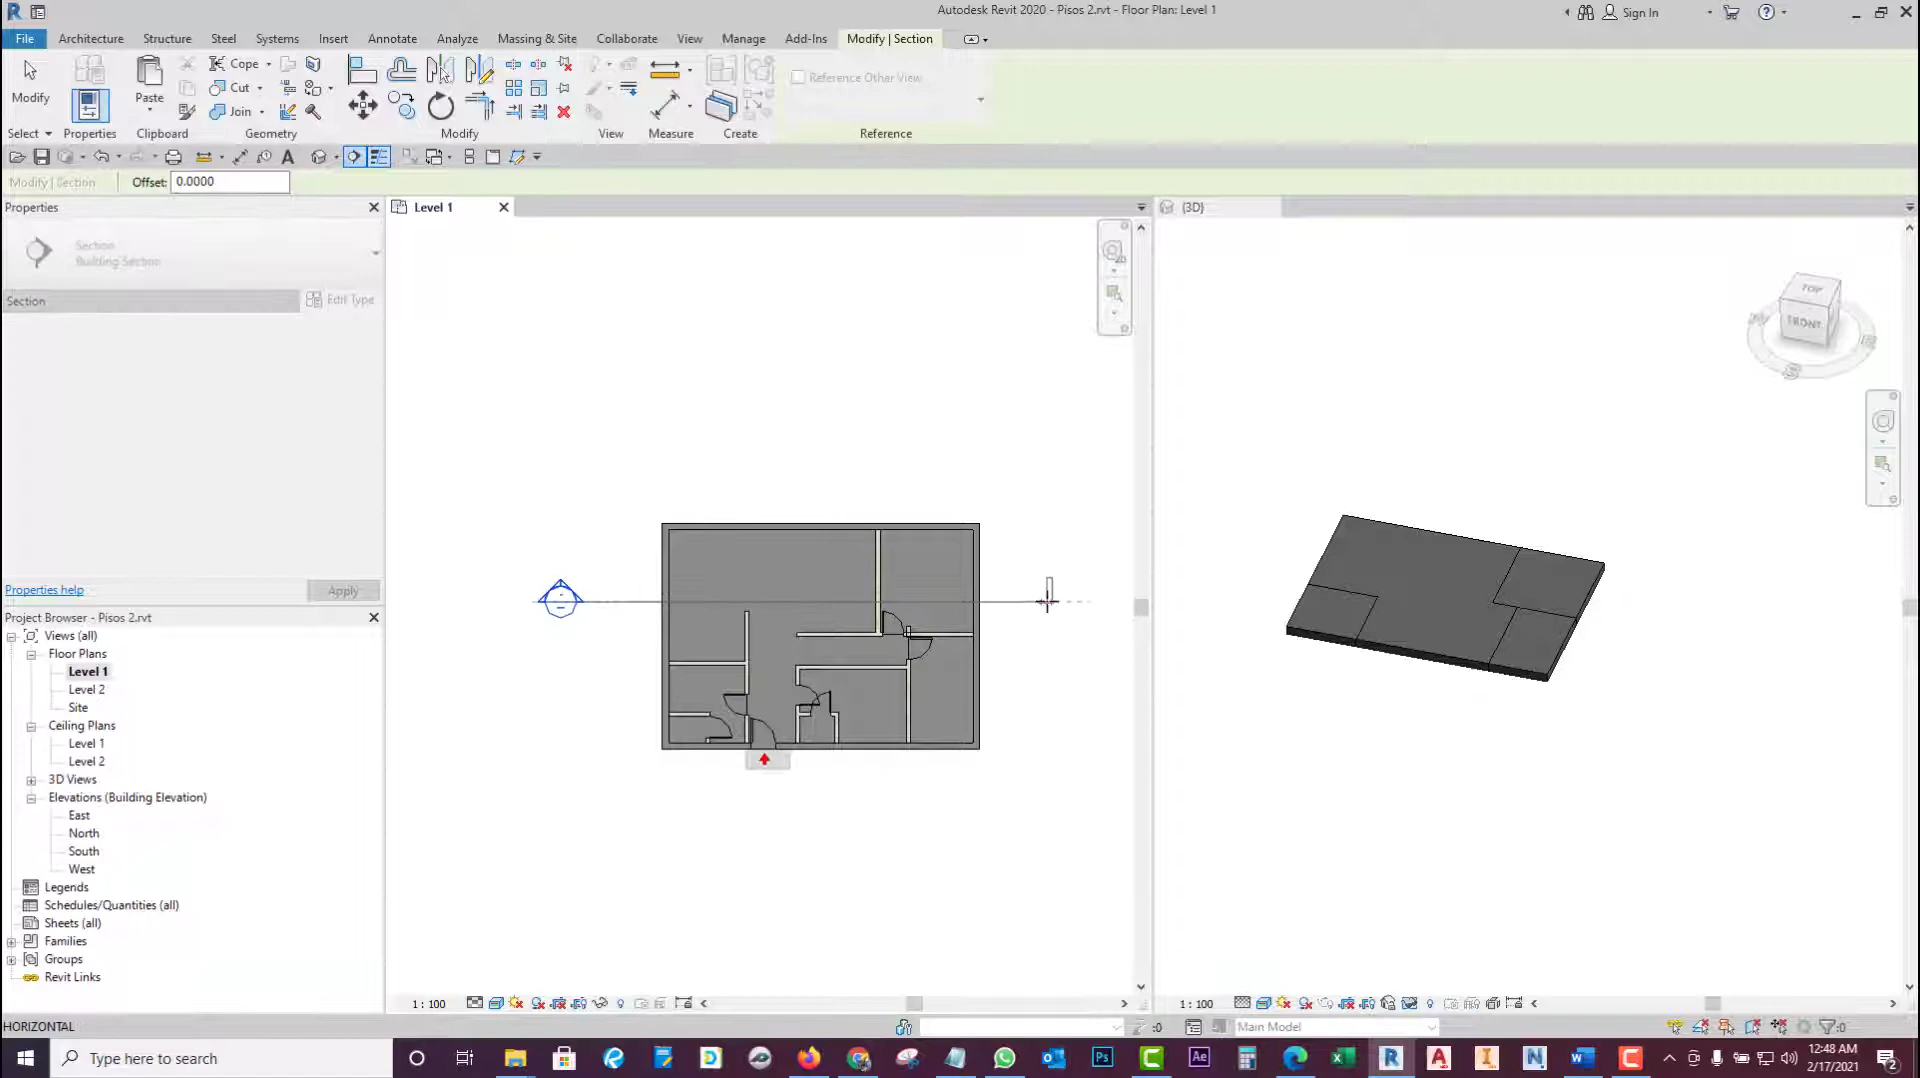 Autodesk Revit 2020 - Pisos 2.rvt - Floor Plan: Level 1
Sign In
File Architecture Structure Steel Systems Insert Annotate Analyze Massing & Site Collaborate View Manage Add-Ins Modify | Section
Modify Paste Cope Cut Join Reference Other View
Select Properties Clipboard Geometry Modify View Measure Create Reference
Modify | Section Offset: 0.0000
Properties
Level 1
{3D}
Section
Building Section
Section Edit Type
TOP
FRONT
S
Properties help Apply
Project Browser - Pisos 2.rvt
Views (all)
Floor Plans
Level 1
Level 2
Site
Ceiling Plans
Level 1
Level 2
3D Views
Elevations (Building Elevation)
East
North
South
West
Legends
Schedules/Quantities (all)
Sheets (all)
Families
Groups
Revit Links
1 : 100
1 : 100
HORIZONTAL
:0
Main Model
:0
Type here to search
12:48 AM
2/17/2021
2